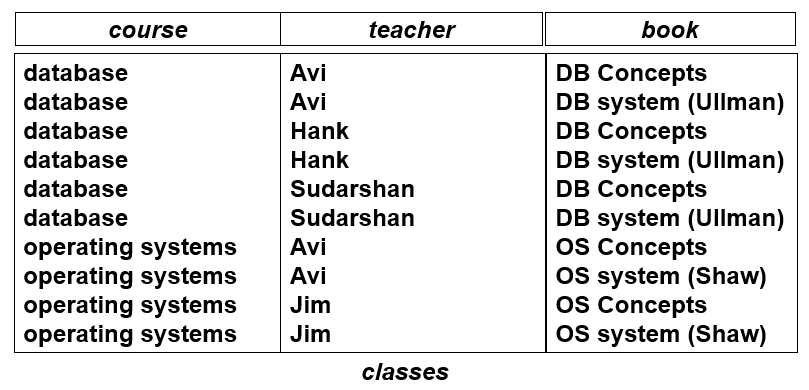 course teacher book
database Avi DB Concepts
database Avi DB system (Ullman)
database Hank DB Concepts
database Hank DB system (Ullman)
database Sudarshan DB Concepts
database Sudarshan DB system (Ullman)
operating systems Avi OS Concepts
operating systems Avi OS system (Shaw)
operating systems Jim OS Concepts
operating systems Jim OS system (Shaw)
classes